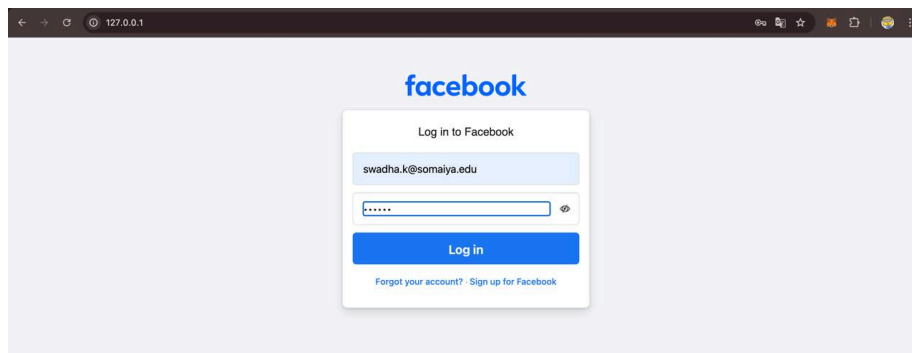 127.0.0.1
facebook
Log in to Facebook
swadha.k@somaiya.edu
••••••
Log in
Forgot your account? · Sign up for Facebook